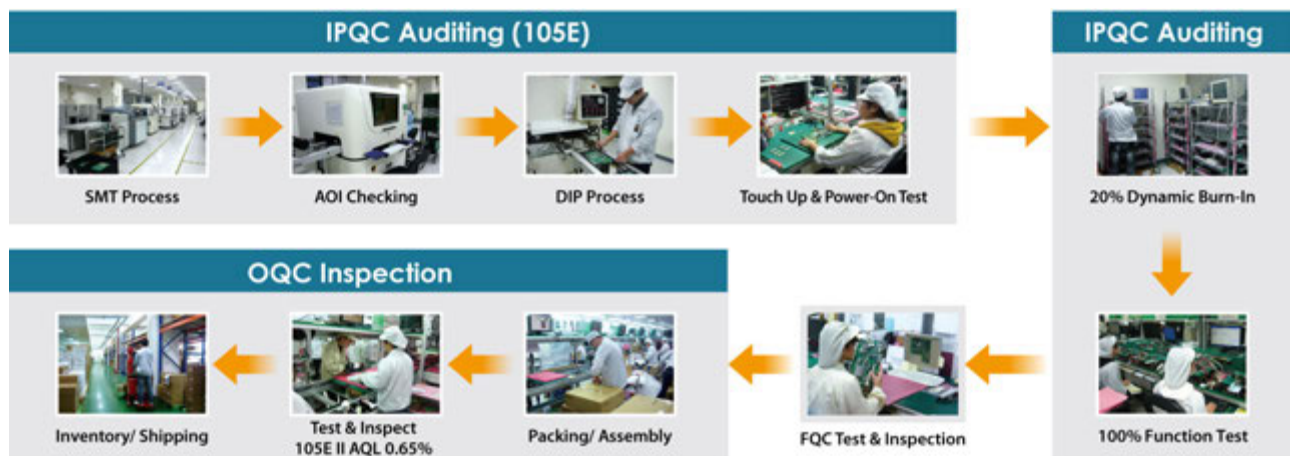 IPQC Auditing (105E)
IPQC Auditing
SMT Process
AOI Checking
DIP Process
Touch Up & Power-On Test
20% Dynamic Burn-In
OQC Inspection
Inventory/ Shipping
Test & Inspect
105E II AQL 0.65%
Packing/ Assembly
FQC Test & Inspection
100% Function Test